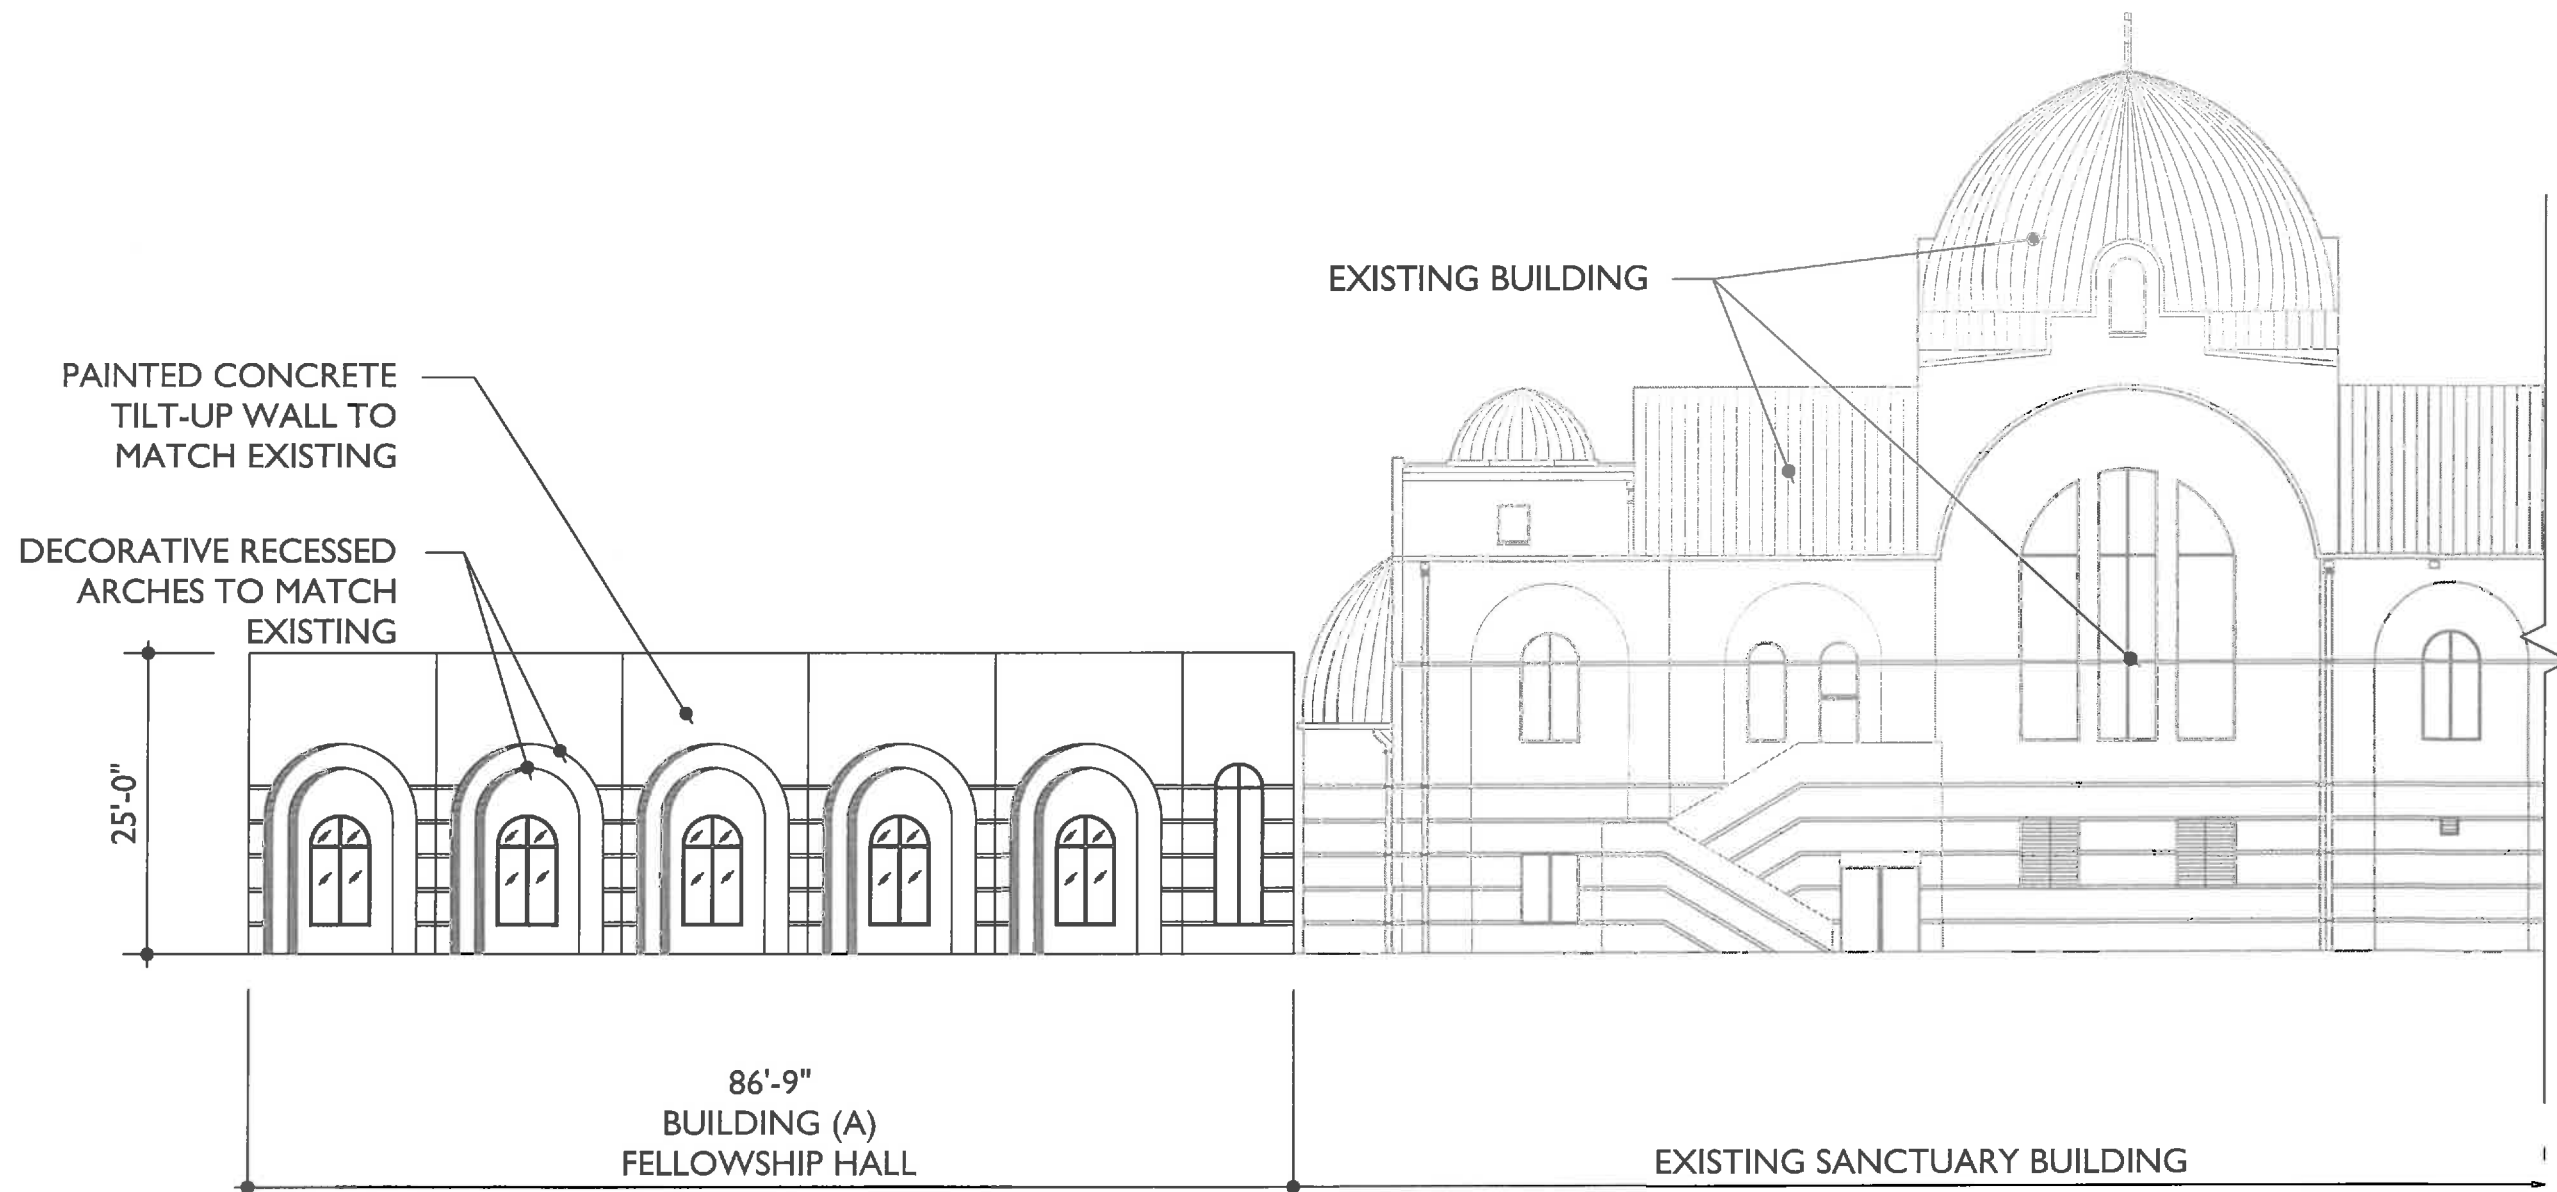 EXISTING BUILDING
PAINTED CONCRETE
TILT-UP WALL TO
MATCH EXISTING
DECORATIVE RECESSED
ARCHES TO MATCH
EXISTING
25'-0"
86'-9"
BUILDING (A)
FELLOWSHIP HALL
EXISTING SANCTUARY BUILDING